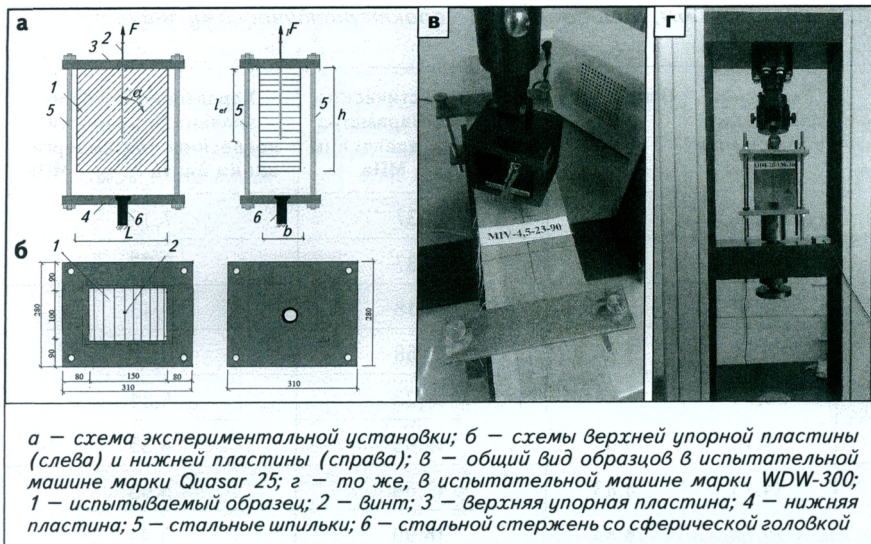 а
2
F
3
1
α
5
4
6
L
F
l_ef
5
5
h
6
b
в
MIV-4,5-23-90
г
б
1
2
90
100
90
280
80
150
80
310
280
310
а — схема экспериментальной установки; б — схемы верхней упорной пластины
(слева) и нижней пластины (справа); в — общий вид образцов в испытательной
машине марки Quasar 25; г — то же, в испытательной машине марки WDW-300;
1 — испытываемый образец; 2 — винт; 3 — верхняя упорная пластина; 4 — нижняя
пластина; 5 — стальные шпильки; 6 — стальной стержень со сферической головкой